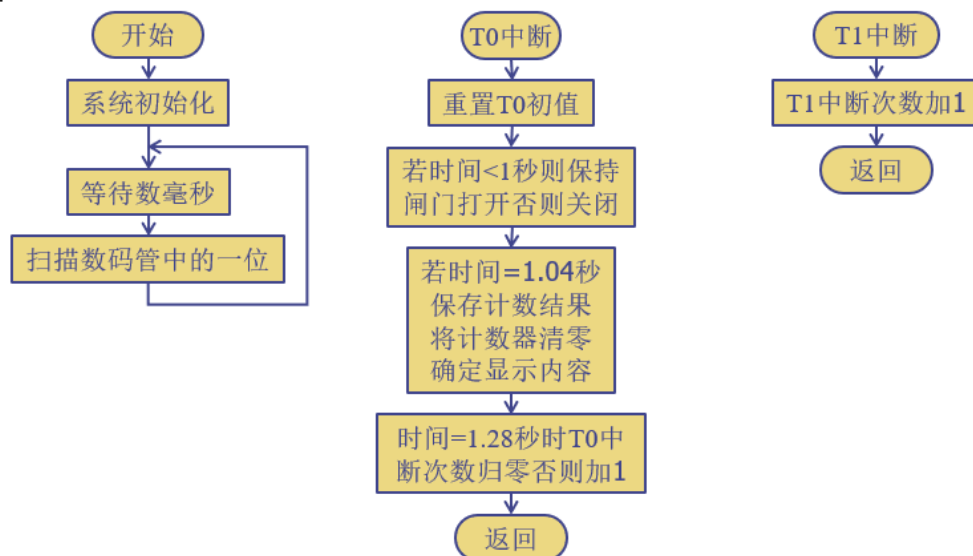 开始
系统初始化
等待数毫秒
扫描数码管中的一位
T0中断
重置T0初值
若时间<1秒则保持
闸门打开否则关闭
若时间=1.04秒
保存计数结果
将计数器清零
确定显示内容
时间=1.28秒时T0中
断次数归零否则加1
返回
T1中断
T1中断次数加1
返回